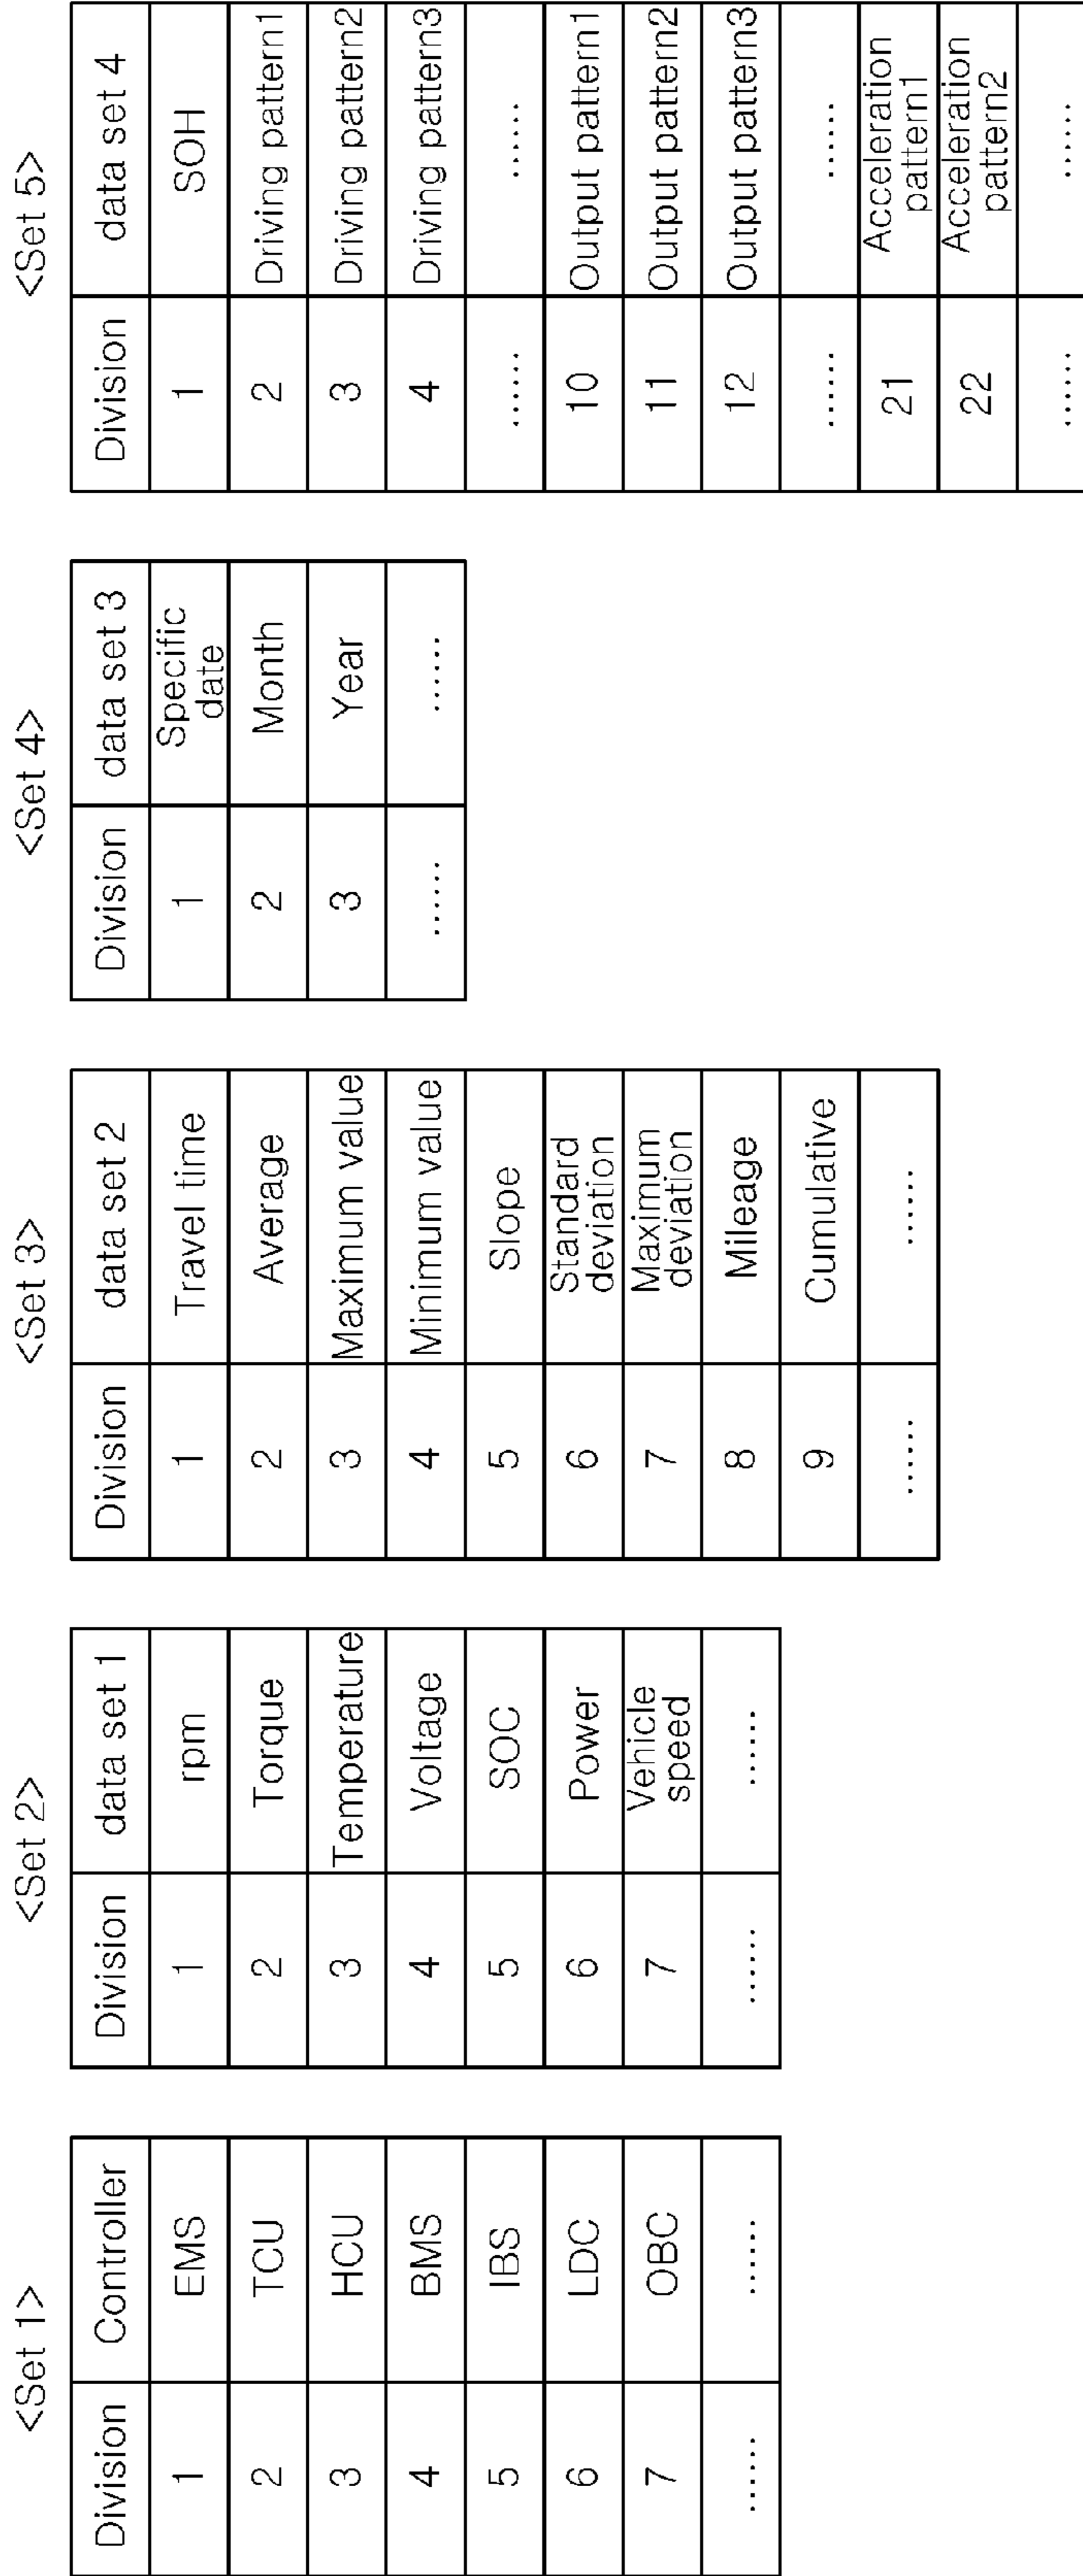 <Set 1>
Division Controller
1 EMS
2 TCU
3 HCU
4 BMS
5 IBS
6 LDC
7 OBC
...... ......
<Set 2>
Division data set 1
1 rpm
2 Torque
3 Temperature
4 Voltage
5 SOC
6 Power
7 Vehicle
speed
...... ......
<Set 3>
Division data set 2
1 Travel time
2 Average
3 Maximum value
4 Minimum value
5 Slope
6 Standard
deviation
7 Maximum
deviation
8 Mileage
9 Cumulative
...... ......
<Set 4>
Division data set 3
1 Specific
date
2 Month
3 Year
...... ......
<Set 5>
Division data set 4
1 SOH
2 Driving pattern1
3 Driving pattern2
4 Driving pattern3
...... ......
10 Output pattern1
11 Output pattern2
12 Output pattern3
...... ......
21 Acceleration
pattern1
22 Acceleration
pattern2
...... ......